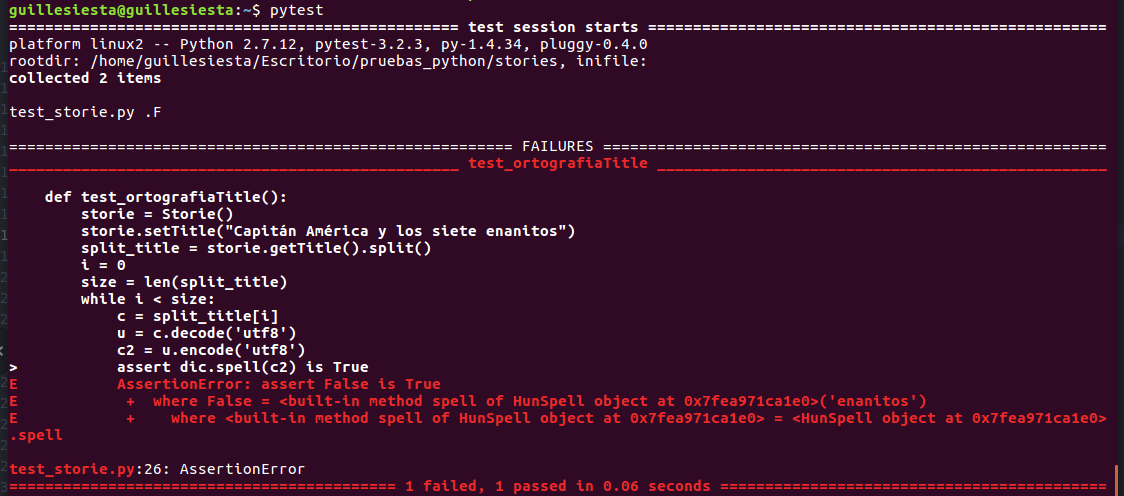 guillesiesta@guillesiesta:~$ pytest
================================================== test session starts ===================================================
platform linux2 -- Python 2.7.12, pytest-3.2.3, py-1.4.34, pluggy-0.4.0
rootdir: /home/guillesiesta/Escritorio/pruebas_python/stories, inifile:
collected 2 items
test_storie.py .F
======================================================== FAILURES ========================================================
__________________________________________________ test_ortografiaTitle __________________________________________________
def test_ortografiaTitle():
storie = Storie()
storie.setTitle("Capitán América y los siete enanitos")
split_title = storie.getTitle().split()
i = 0
size = len(split_title)
while i < size:
c = split_title[i]
u = c.decode('utf8')
c2 = u.encode('utf8')
> assert dic.spell(c2) is True
E AssertionError: assert False is True
E + where False = <built-in method spell of HunSpell object at 0x7fea971ca1e0>('enanitos')
E + where <built-in method spell of HunSpell object at 0x7fea971ca1e0> = <HunSpell object at 0x7fea971ca1e0>
.spell
test_storie.py:26: AssertionError
=========================================== 1 failed, 1 passed in 0.06 seconds ===========================================